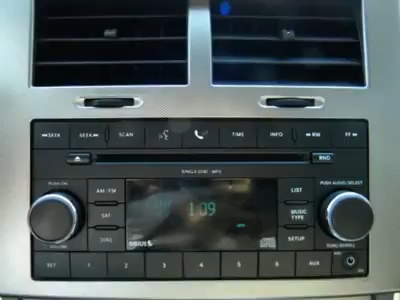 ◄◄SEEK SEEK►► SCAN TIME INFO ◄◄ RW FF ►►
RND
SINGLE DISC MP3
PUSH ON AM/FM LIST PUSH AUDIO/SELECT
SAT 1:09 MUSIC
TYPE
DISC SETUP
VOLUME SIRIUS TUNE/SCROLL
SET 1 2 3 4 5 6 AUX